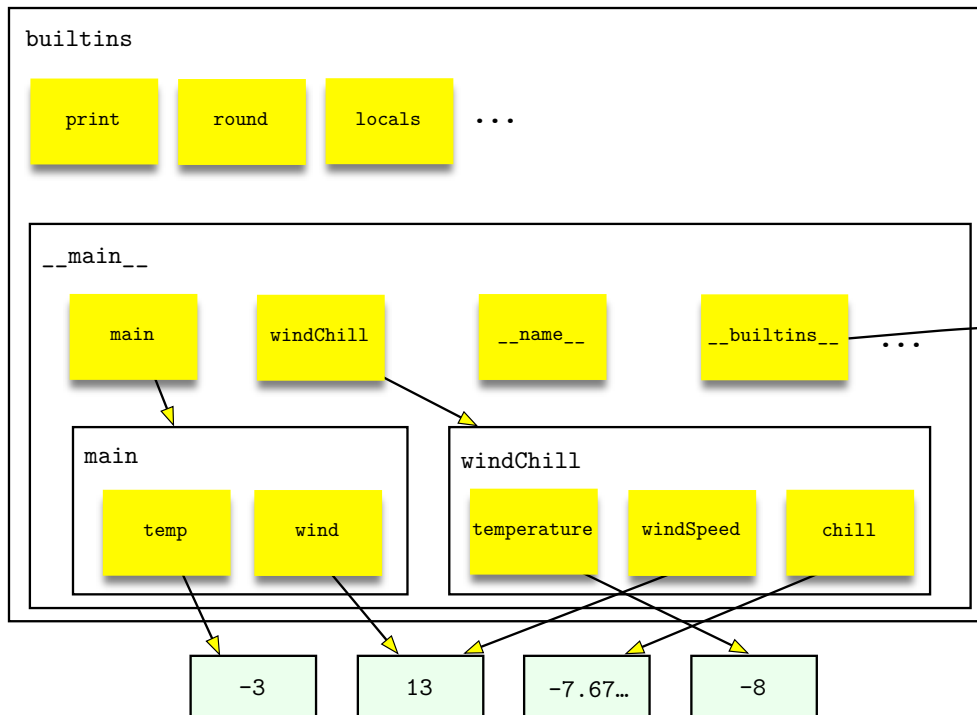 builtins
print round locals ...
__main__
main windChill __name__ __builtins__ ...
main windChill
temp wind temperature windSpeed chill
-3 13 -7.67… -8